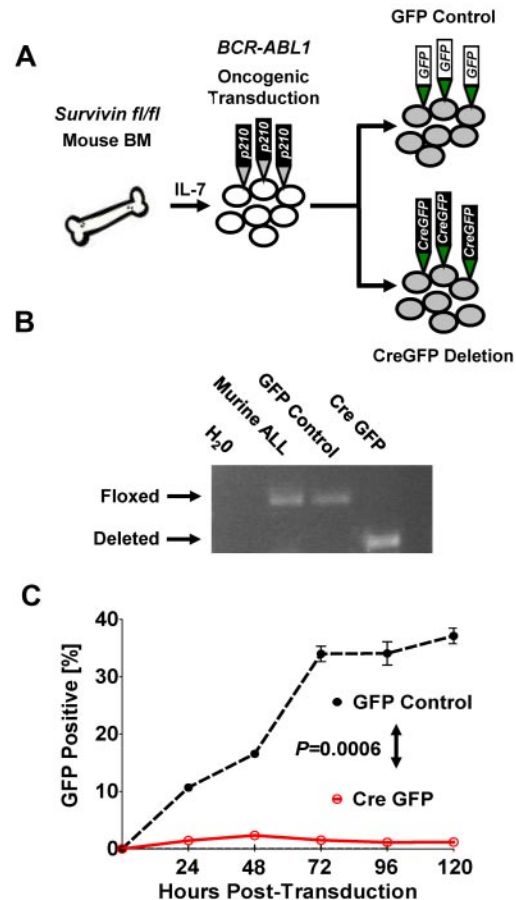 A
Survivin fl/fl
Mouse BM
IL-7
BCR-ABL1
Oncogenic
Transduction
p210
p210
p210
GFP Control
GFP
GFP
GFP
CreGFP
CreGFP
CreGFP
CreGFP Deletion
B
H20
Murine ALL
GFP Control
Cre GFP
Floxed
Deleted
C
GFP Positive [%]
40
30
20
10
0
GFP Control
P=0.0006
Cre GFP
24 48 72 96 120
Hours Post-Transduction